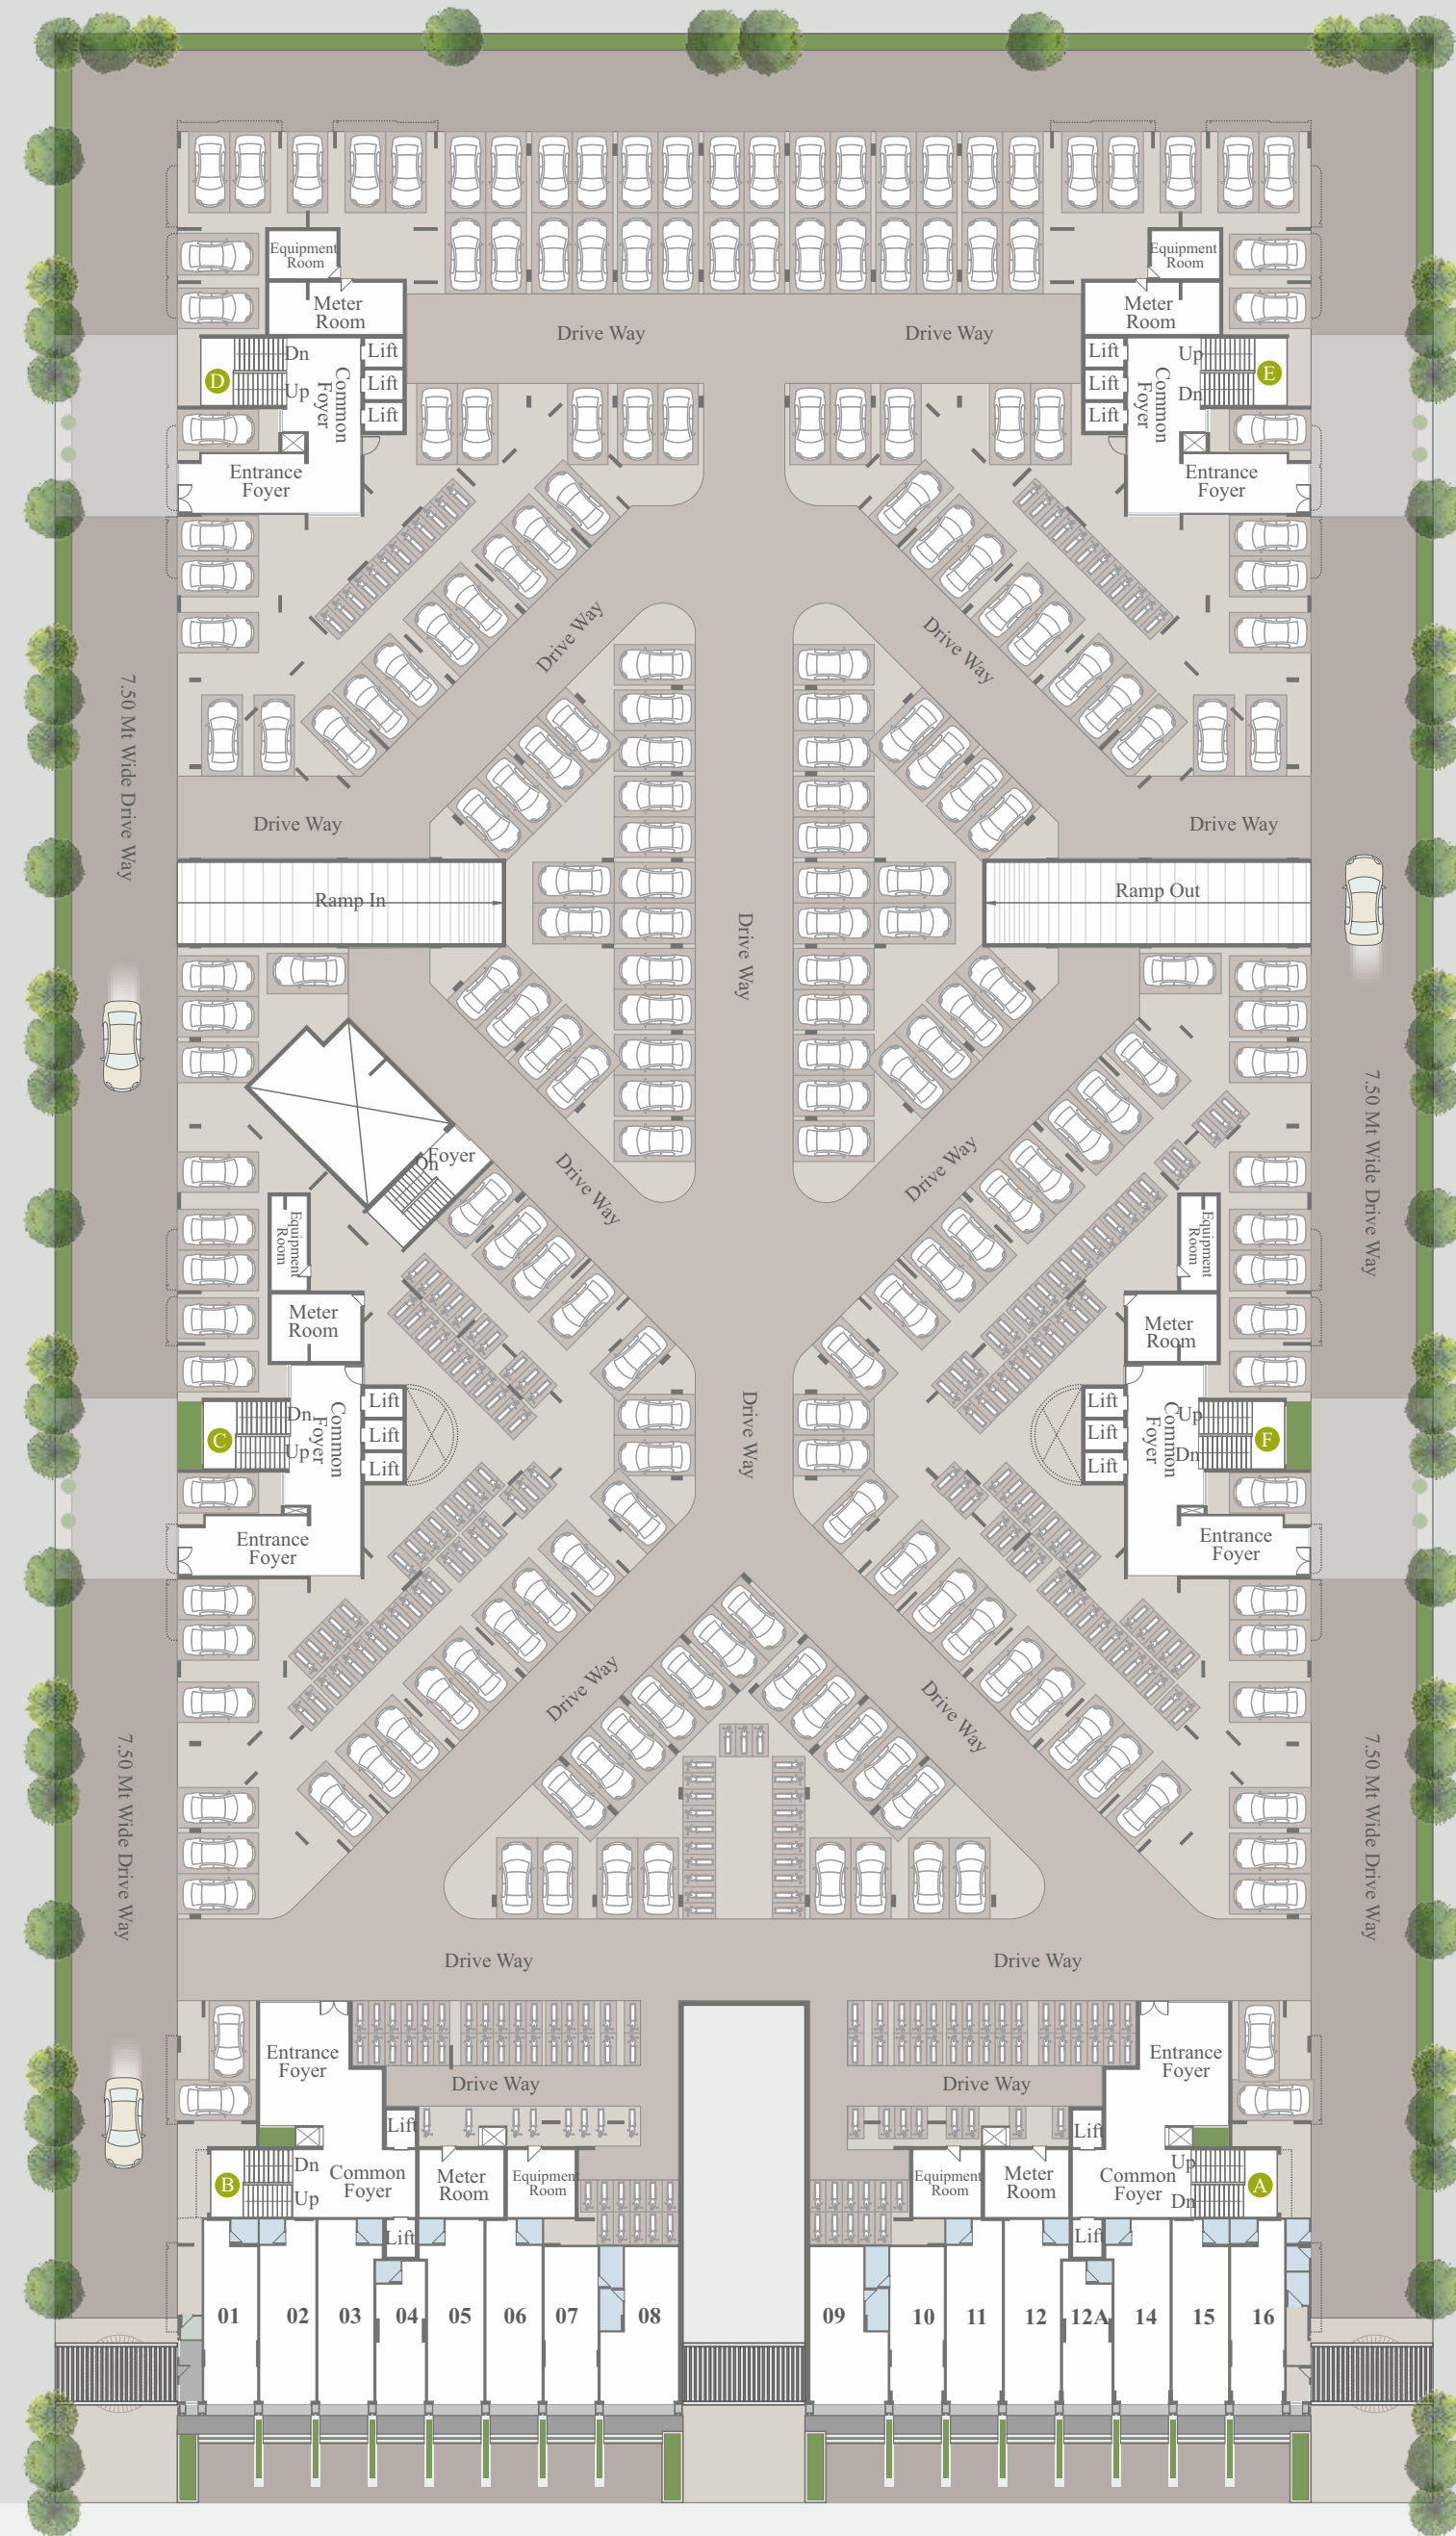 Equipment
Room
Equipment
Room
Meter
Room
Meter
Room
Drive Way
Drive Way
Dn
Up
D
Common
Foyer
Lift
Lift
Lift
Lift
Lift
Lift
Common
Foyer
Up
Dn
E
Entrance
Foyer
Entrance
Foyer
Drive Way
Drive Way
7.50 Mt Wide Drive Way
Drive Way
Drive Way
Ramp In
Ramp Out
Drive Way
Foyer
Dn
Drive Way
Drive Way
7.50 Mt Wide Drive Way
Equipment
Room
Equipment
Room
Meter
Room
Meter
Room
Dn
Up
C
Common
Foyer
Lift
Lift
Lift
Drive Way
Lift
Lift
Lift
Common
Foyer
Up
Dn
F
Entrance
Foyer
Entrance
Foyer
Drive Way
Drive Way
7.50 Mt Wide Drive Way
7.50 Mt Wide Drive Way
Drive Way
Drive Way
Entrance
Foyer
Entrance
Foyer
Drive Way
Drive Way
Lift
Lift
Dn
Up
B
Common
Foyer
Meter
Room
Equipment
Room
Equipment
Room
Meter
Room
Common
Foyer
Up
Dn
A
Lift
Lift
01
02
03
04
05
06
07
08
09
10
11
12
12A
14
15
16